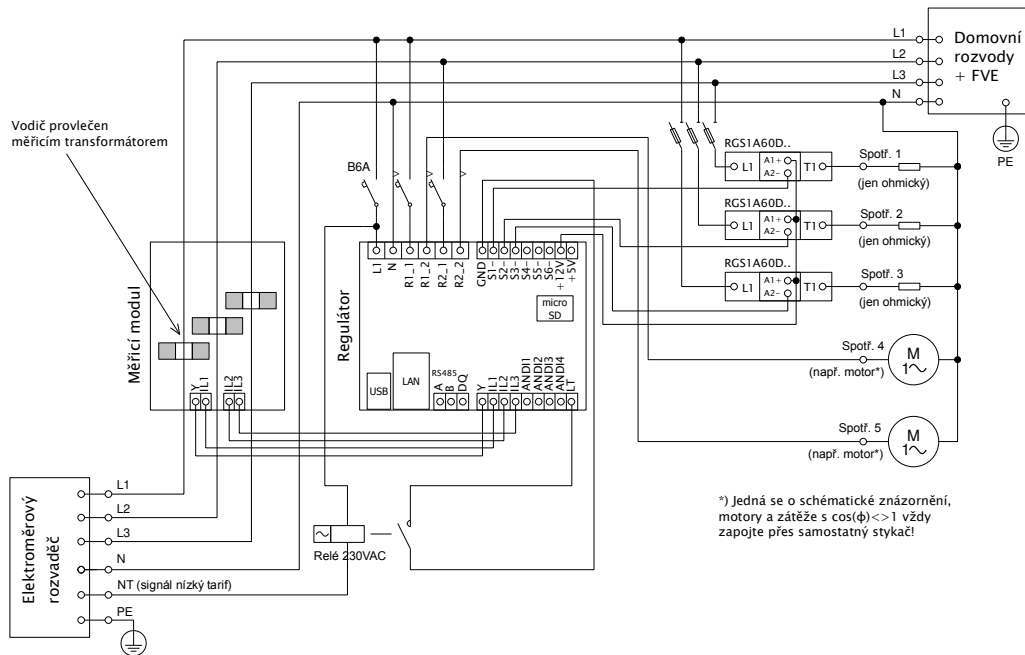 L1
L2
L3
N
Domovní
rozvody
+ FVE
PE
Vodič provlečen
měřicím transformátorem
B6A
RGS1A60D..
L1
A1+
A2-
T1
Spotř. 1
(jen ohmický)
RGS1A60D..
L1
A1+
A2-
T1
Spotř. 2
(jen ohmický)
RGS1A60D..
L1
A1+
A2-
T1
Spotř. 3
(jen ohmický)
Měřicí modul
Y
IL1
IL2
IL3
Regulátor
L1
N
R1_1
R1_2
R2_1
R2_2
GND
S1-
S2-
S3-
S4-
S5-
S6-
+12V
+5V
micro
SD
USB
LAN
RS485
A
B
DQ
Y
IL1
IL2
IL3
ANDI1
ANDI2
ANDI3
ANDI4
LT
Spotř. 4
(např. motor*)
M
1~
Spotř. 5
(např. motor*)
M
1~
Elektroměrový
rozvaděč
L1
L2
L3
N
NT (signál nízký tarif)
PE
~
Relé 230VAC
*) Jedná se o schématické znázornění,
motory a zátěže s cos(ϕ)<>1 vždy
zapojte přes samostatný stykač!